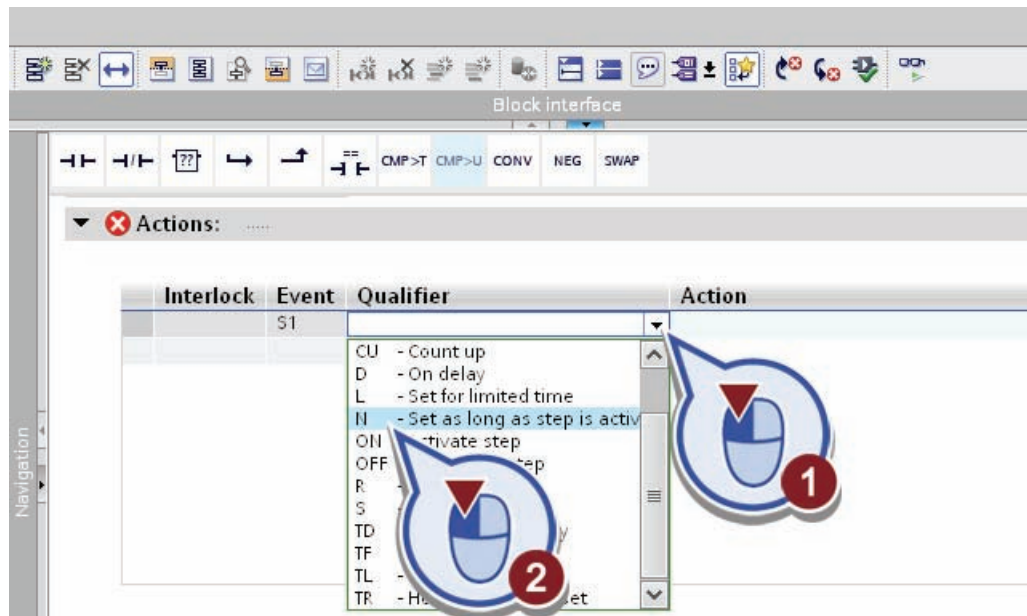 Block interface
CMP>T CMP>U CONV NEG SWAP
Actions: .....
Interlock Event Qualifier Action
S1
CU - Count up
D - On delay
L - Set for limited time
N - Set as long as step is activ
ON step
OFF
R -
S -
TD
TF
TL -
TR - set
1
2
Navigation